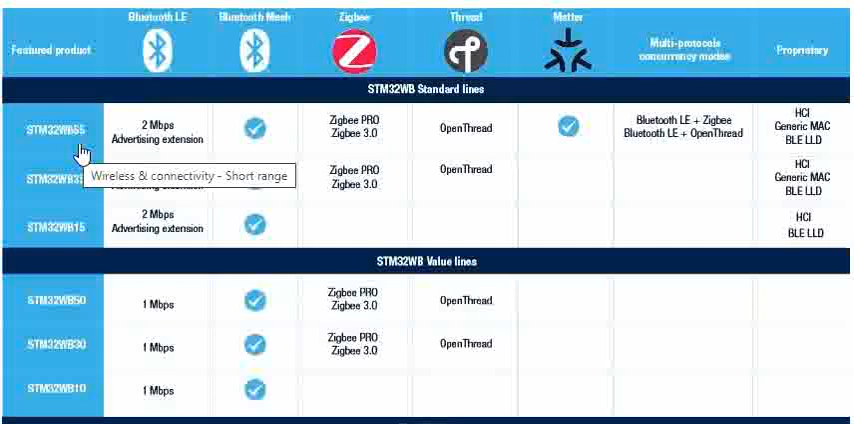 Bluetooth LE Bluetooth Mesh Zigbee Thread Matter
Featured product Multi-protocols concurrency modes Proprietary
STM32WB Standard lines
STM32WB55 2 Mbps Advertising extension Zigbee PRO Zigbee 3.0 OpenThread Bluetooth LE + Zigbee Bluetooth LE + OpenThread HCI Generic MAC BLE LLD
Wireless & connectivity - Short range
Zigbee PRO Zigbee 3.0 OpenThread HCI Generic MAC BLE LLD
STM32WB15 2 Mbps Advertising extension HCI BLE LLD
STM32WB Value lines
STM32WB50 1 Mbps Zigbee PRO Zigbee 3.0 OpenThread
STM32WB30 1 Mbps Zigbee PRO Zigbee 3.0 OpenThread
STM32WB10 1 Mbps